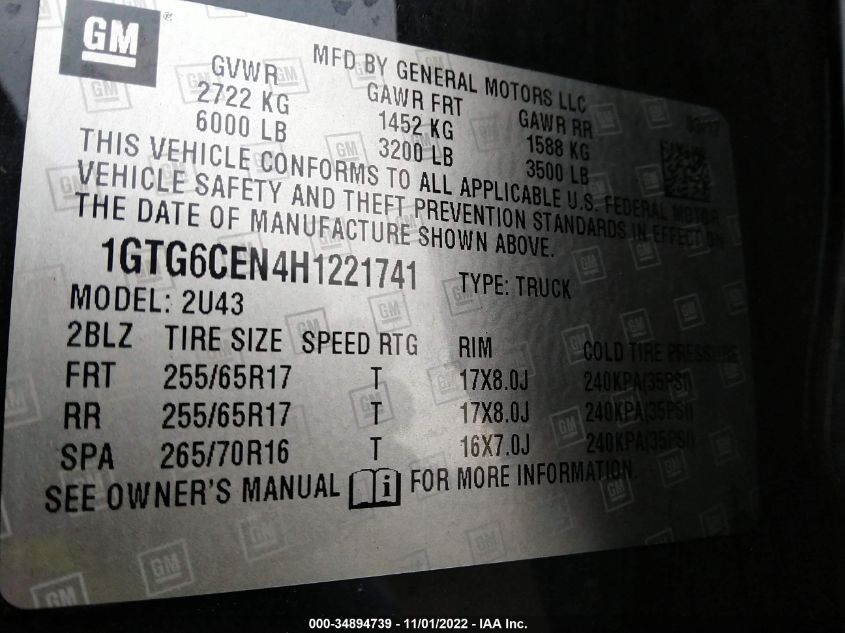 GM
MFD BY GENERAL MOTORS LLC
GVWR GAWR FRT GAWR RR
2722 KG 1452 KG 1588 KG
6000 LB 3200 LB 3500 LB
THIS VEHICLE CONFORMS TO ALL APPLICABLE U.S. FEDERAL MOTOR
VEHICLE SAFETY AND THEFT PREVENTION STANDARDS IN EFFECT ON
THE DATE OF MANUFACTURE SHOWN ABOVE.
1GTG6CEN4H1221741 TYPE: TRUCK
MODEL: 2U43
2BLZ TIRE SIZE SPEED RTG RIM COLD TIRE PRESSURE
FRT 255/65R17 T 17X8.0J 240KPA(35PSI)
RR 255/65R17 T 17X8.0J 240KPA(35PSI)
SPA 265/70R16 T 16X7.0J 240KPA(35PSI)
SEE OWNER'S MANUAL i FOR MORE INFORMATION.
000-34894739 - 11/01/2022 - IAA Inc.